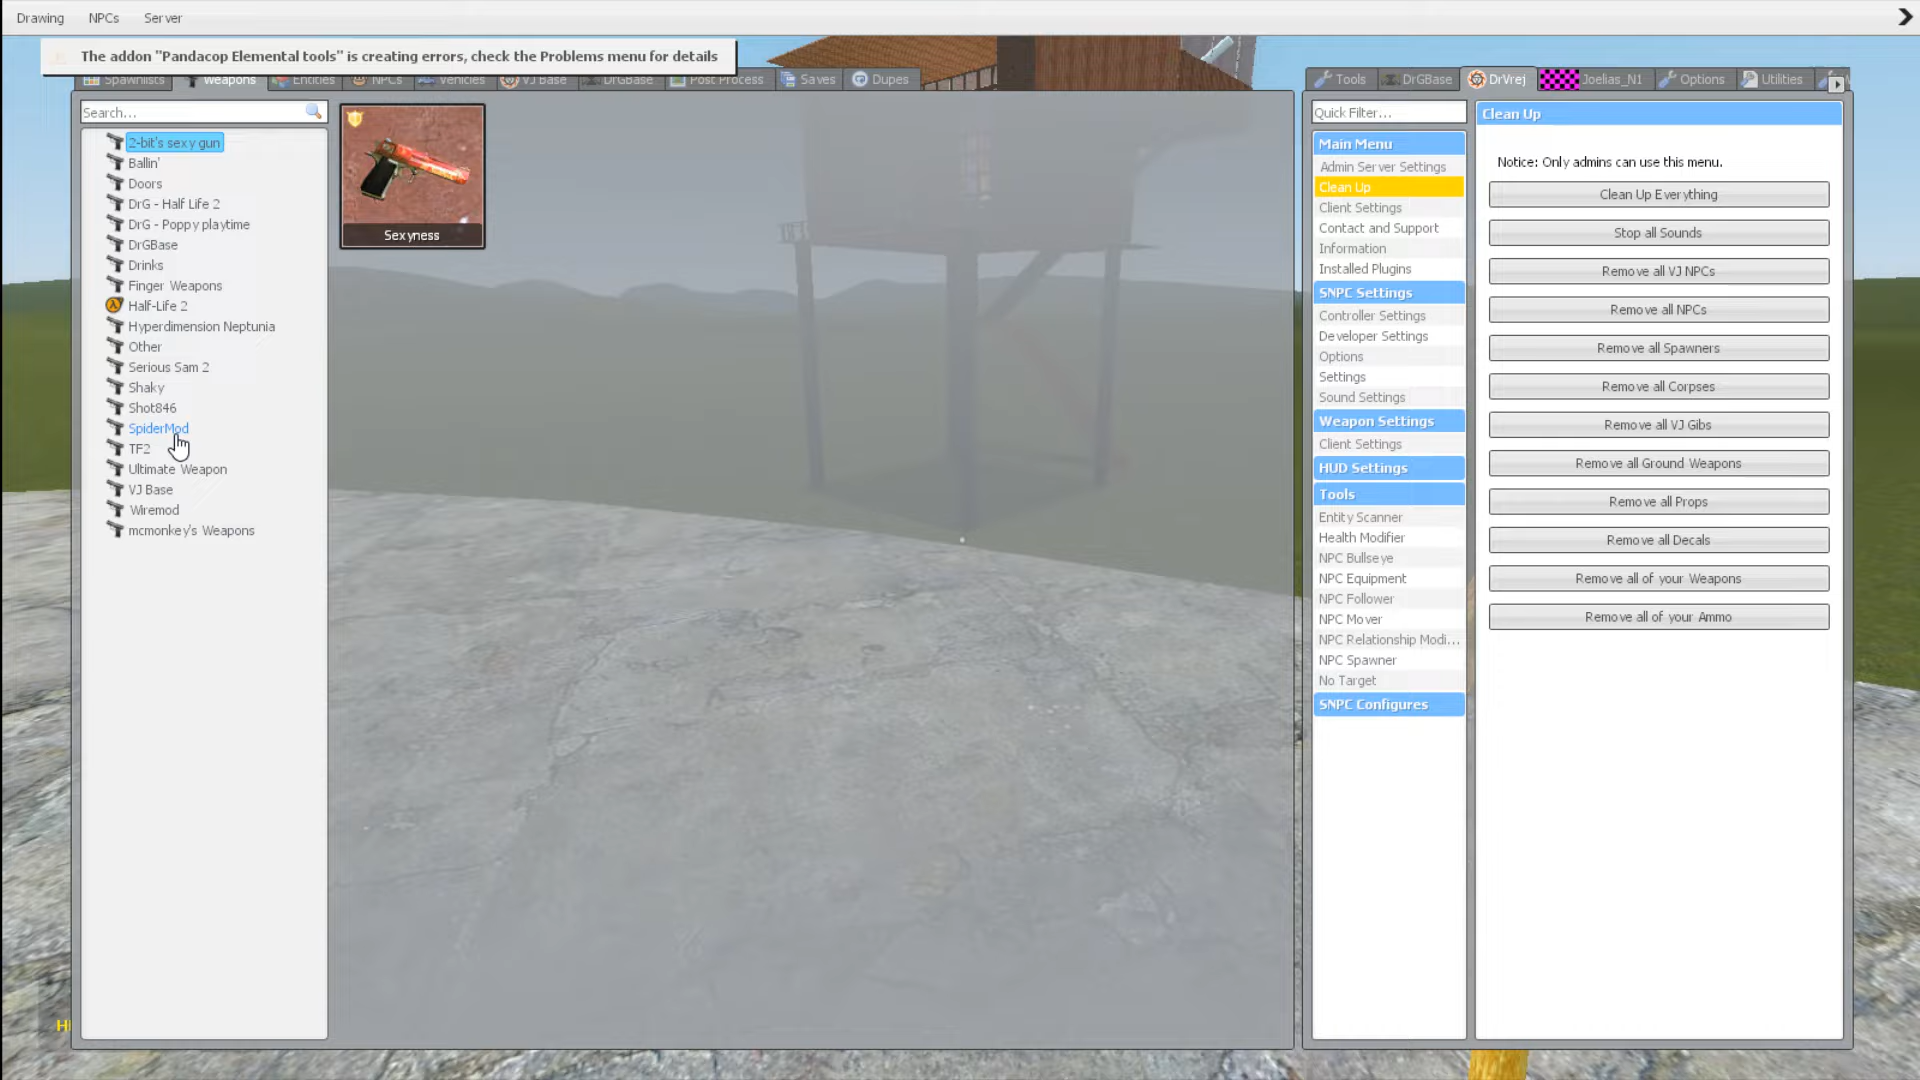 Drawing NPCs Server
The addon "Pandacop Elemental tools" is creating errors, check the Problems menu for details
Spawnlists Weapons Entities NPCs Vehicles VJ Base DrGBase Post Process Saves Dupes
Search...
2-bit's sexy gun
Ballin'
Doors
DrG - Half Life 2
DrG - Poppy playtime
DrGBase
Drinks
Finger Weapons
Half-Life 2
Hyperdimension Neptunia
Other
Serious Sam 2
Shaky
Shot846
SpiderMod
TF2
Ultimate Weapon
VJ Base
Wiremod
mcmonkey's Weapons
Sexyness
Tools DrGBase DrVrej Joelias_N1 Options Utilities
Quick Filter...
Main Menu
Admin Server Settings
Clean Up
Client Settings
Contact and Support
Information
Installed Plugins
SNPC Settings
Controller Settings
Developer Settings
Options
Settings
Sound Settings
Weapon Settings
Client Settings
HUD Settings
Tools
Entity Scanner
Health Modifier
NPC Bullseye
NPC Equipment
NPC Follower
NPC Mover
NPC Relationship Modi...
NPC Spawner
No Target
SNPC Configures
Clean Up
Notice: Only admins can use this menu.
Clean Up Everything
Stop all Sounds
Remove all VJ NPCs
Remove all NPCs
Remove all Spawners
Remove all Corpses
Remove all VJ Gibs
Remove all Ground Weapons
Remove all Props
Remove all Decals
Remove all of your Weapons
Remove all of your Ammo